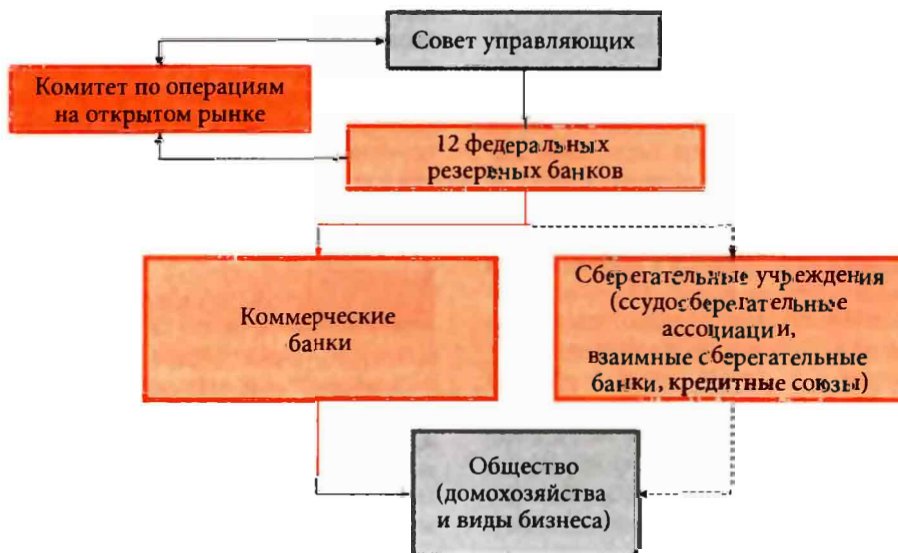 Совет управляющих
Комитет по операциям
на открытом рынке
12 федеральных
резервных банков
Коммерческие
банки
Сберегательные учреждения
(ссудосберегательные
ассоциации,
взаимные сберегательные
банки, кредитные союзы)
Общество
(домохозяйства
и виды бизнеса)